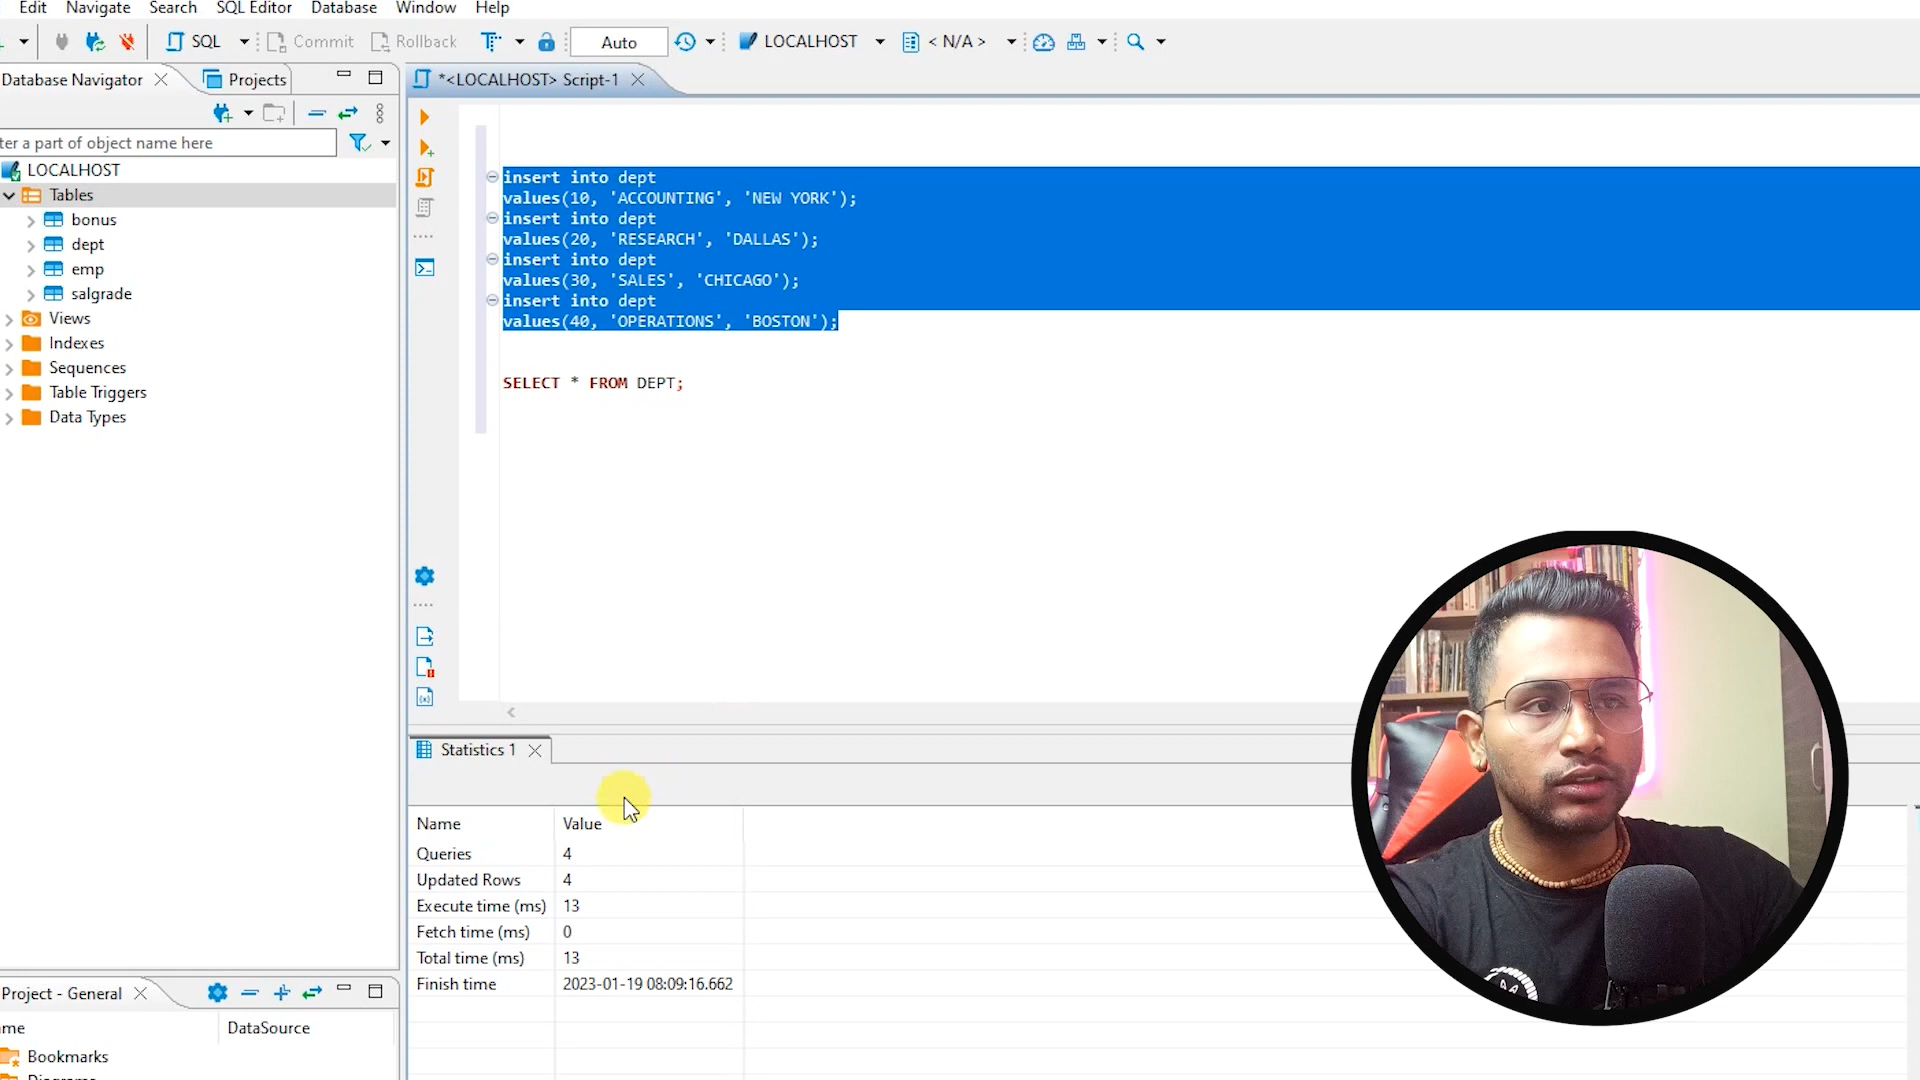 Edit Navigate Search SQL Editor Database Window Help
SQL Commit Rollback Auto LOCALHOST < N/A >
Database Navigator Projects
*<LOCALHOST> Script-1
ter a part of object name here
LOCALHOST
Tables
bonus
dept
emp
salgrade
Views
Indexes
Sequences
Table Triggers
Data Types
insert into dept
values(10, 'ACCOUNTING', 'NEW YORK');
insert into dept
values(20, 'RESEARCH', 'DALLAS');
insert into dept
values(30, 'SALES', 'CHICAGO');
insert into dept
values(40, 'OPERATIONS', 'BOSTON');
SELECT * FROM DEPT;
Statistics 1
Name Value
Queries 4
Updated Rows 4
Execute time (ms) 13
Fetch time (ms) 0
Total time (ms) 13
Finish time 2023-01-19 08:09:16.662
Project - General
me DataSource
Bookmarks